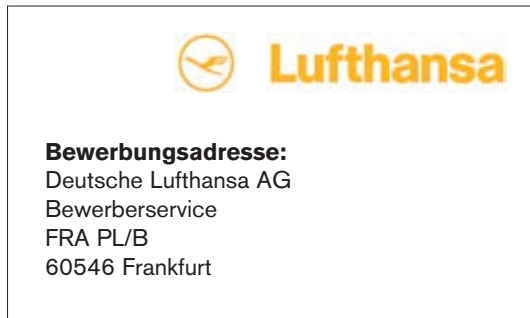 Lufthansa
Bewerbungsadresse:
Deutsche Lufthansa AG
Bewerberservice
FRA PL/B
60546 Frankfurt